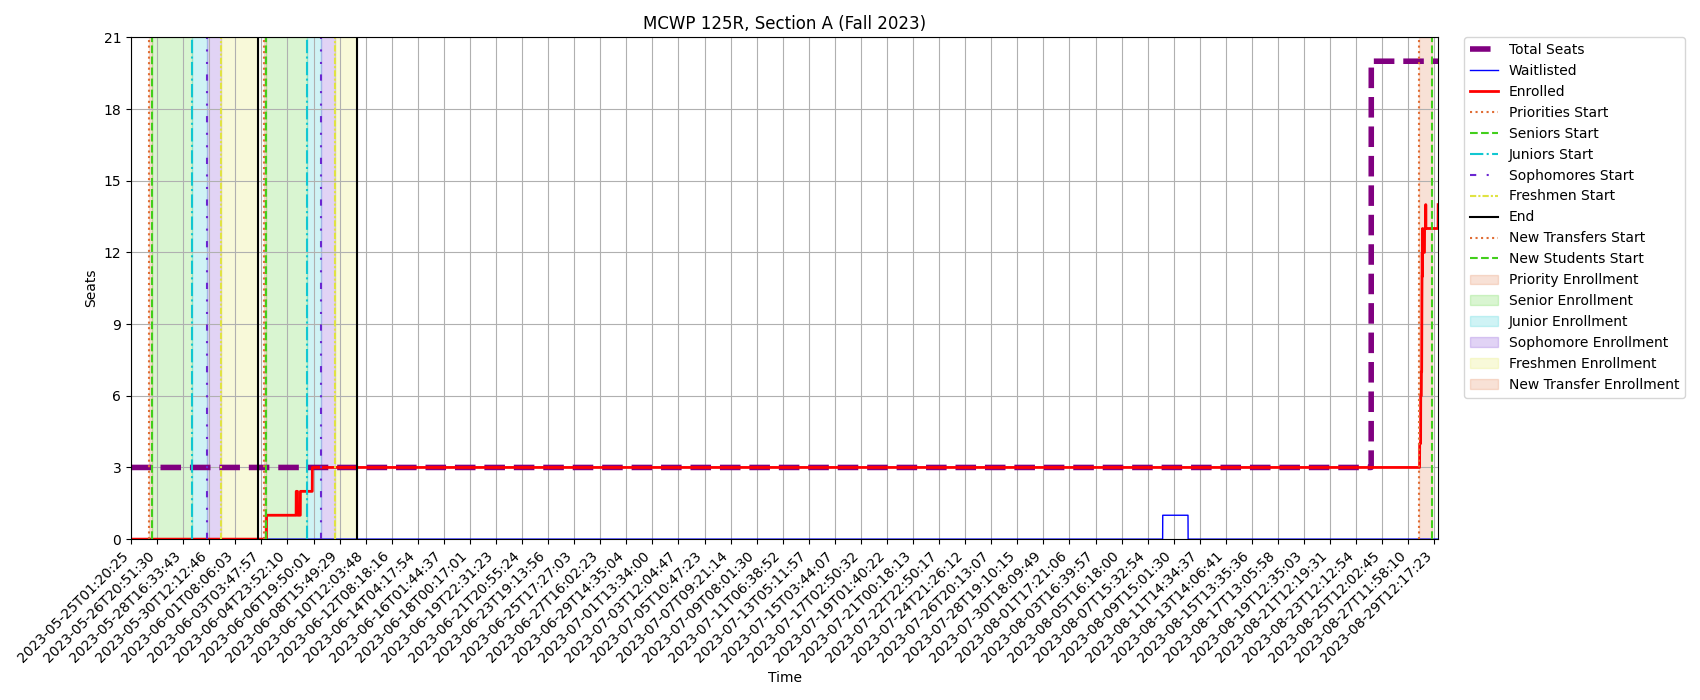 MCWP 125R, Section A (Fall 2023)
Seats
21
18
15
12
9
6
3
0
2023-05-25T01:20:25
2023-05-26T20:51:30
2023-05-28T16:33:43
2023-05-30T12:12:46
2023-06-01T08:06:03
2023-06-03T03:47:57
2023-06-04T23:52:10
2023-06-06T19:50:01
2023-06-08T15:49:29
2023-06-10T12:03:48
2023-06-12T08:18:16
2023-06-14T04:17:54
2023-06-16T01:44:37
2023-06-18T00:17:01
2023-06-19T22:31:23
2023-06-21T20:55:24
2023-06-23T19:13:56
2023-06-25T17:27:03
2023-06-27T16:02:23
2023-06-29T14:35:04
2023-07-01T13:34:00
2023-07-03T12:04:47
2023-07-05T10:47:23
2023-07-07T09:21:14
2023-07-09T08:01:30
2023-07-11T06:38:52
2023-07-13T05:11:57
2023-07-15T03:44:07
2023-07-17T02:50:32
2023-07-19T01:40:22
2023-07-21T00:18:13
2023-07-22T22:50:17
2023-07-24T21:26:12
2023-07-26T20:13:07
2023-07-28T19:10:15
2023-07-30T18:09:49
2023-08-01T17:21:06
2023-08-03T16:39:57
2023-08-05T16:18:00
2023-08-07T15:32:54
2023-08-09T15:01:30
2023-08-11T14:34:37
2023-08-13T14:06:41
2023-08-15T13:35:36
2023-08-17T13:05:58
2023-08-19T12:35:03
2023-08-21T12:19:31
2023-08-23T12:12:54
2023-08-25T12:02:45
2023-08-27T11:58:10
2023-08-29T12:17:23
Time
Total Seats
Waitlisted
Enrolled
Priorities Start
Seniors Start
Juniors Start
Sophomores Start
Freshmen Start
End
New Transfers Start
New Students Start
Priority Enrollment
Senior Enrollment
Junior Enrollment
Sophomore Enrollment
Freshmen Enrollment
New Transfer Enrollment